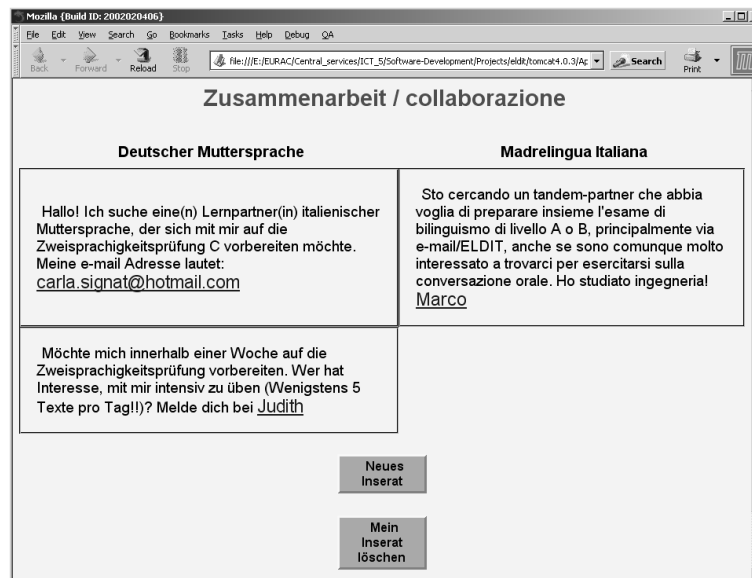 Mozilla {Build ID: 2002020406}
File Edit View Search Go Bookmarks Tasks Help Debug QA
Back Forward Reload Stop file:///E:/EURAC/Central_services/ICT_5/Software-Development/Projects/eldit/tomcat4.0.3/Ap Search Print
Zusammenarbeit / collaborazione
Deutscher Muttersprache
Hallo! Ich suche eine(n) Lernpartner(in) italienischer
Muttersprache, der sich mit mir auf die
Zweisprachigkeitsprüfung C vorbereiten möchte.
Meine e-mail Adresse lautet:
carla.signat@hotmail.com
Möchte mich innerhalb einer Woche auf die
Zweisprachigkeitsprüfung vorbereiten. Wer hat
Interesse, mit mir intensiv zu üben (Wenigstens 5
Texte pro Tag!!)? Melde dich bei Judith
Madrelingua Italiana
Sto cercando un tandem-partner che abbia
voglia di preparare insieme l'esame di
bilinguismo di livello A o B, principalmente via
e-mail/ELDIT, anche se sono comunque molto
interessato a trovarci per esercitarsi sulla
conversazione orale. Ho studiato ingegneria!
Marco
Neues
Inserat
Mein
Inserat
löschen